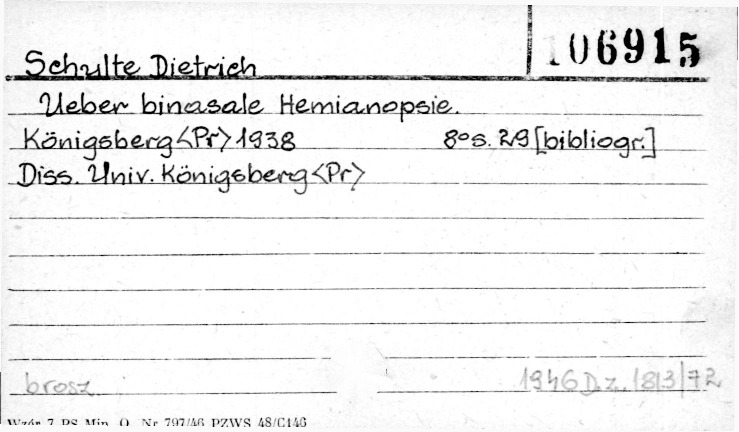 106915
Schulte Dietrich
Ueber binasale Hemianopsie.
Königsberg<Pr> 1938 8° s. 29 [bibliogr.]
Diss. Univ. Königsberg<Pr>
brosz. 1946 D.z. 1813/72
Wzór 7 PS Min. O. Nr 797/46 PZWS 48/C146